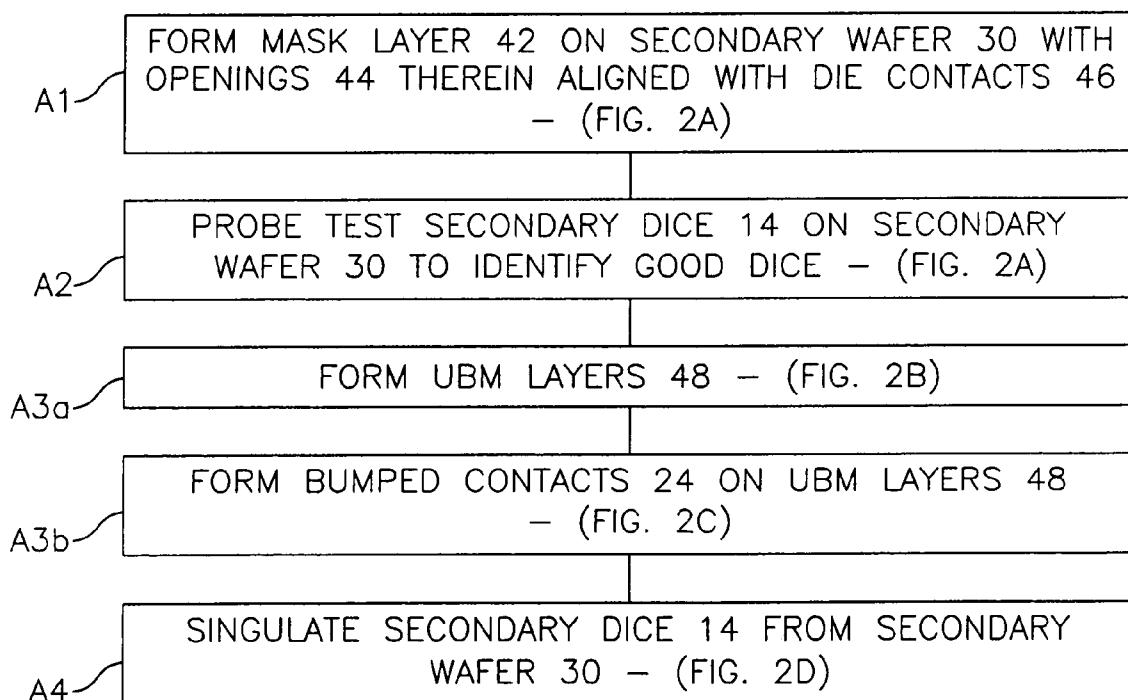 FORM MASK LAYER 42 ON SECONDARY WAFER 30 WITH
OPENINGS 44 THEREIN ALIGNED WITH DIE CONTACTS 46
– (FIG. 2A)
A1
PROBE TEST SECONDARY DICE 14 ON SECONDARY
WAFER 30 TO IDENTIFY GOOD DICE – (FIG. 2A)
A2
FORM UBM LAYERS 48 – (FIG. 2B)
A3a
FORM BUMPED CONTACTS 24 ON UBM LAYERS 48
– (FIG. 2C)
A3b
SINGULATE SECONDARY DICE 14 FROM SECONDARY
WAFER 30 – (FIG. 2D)
A4